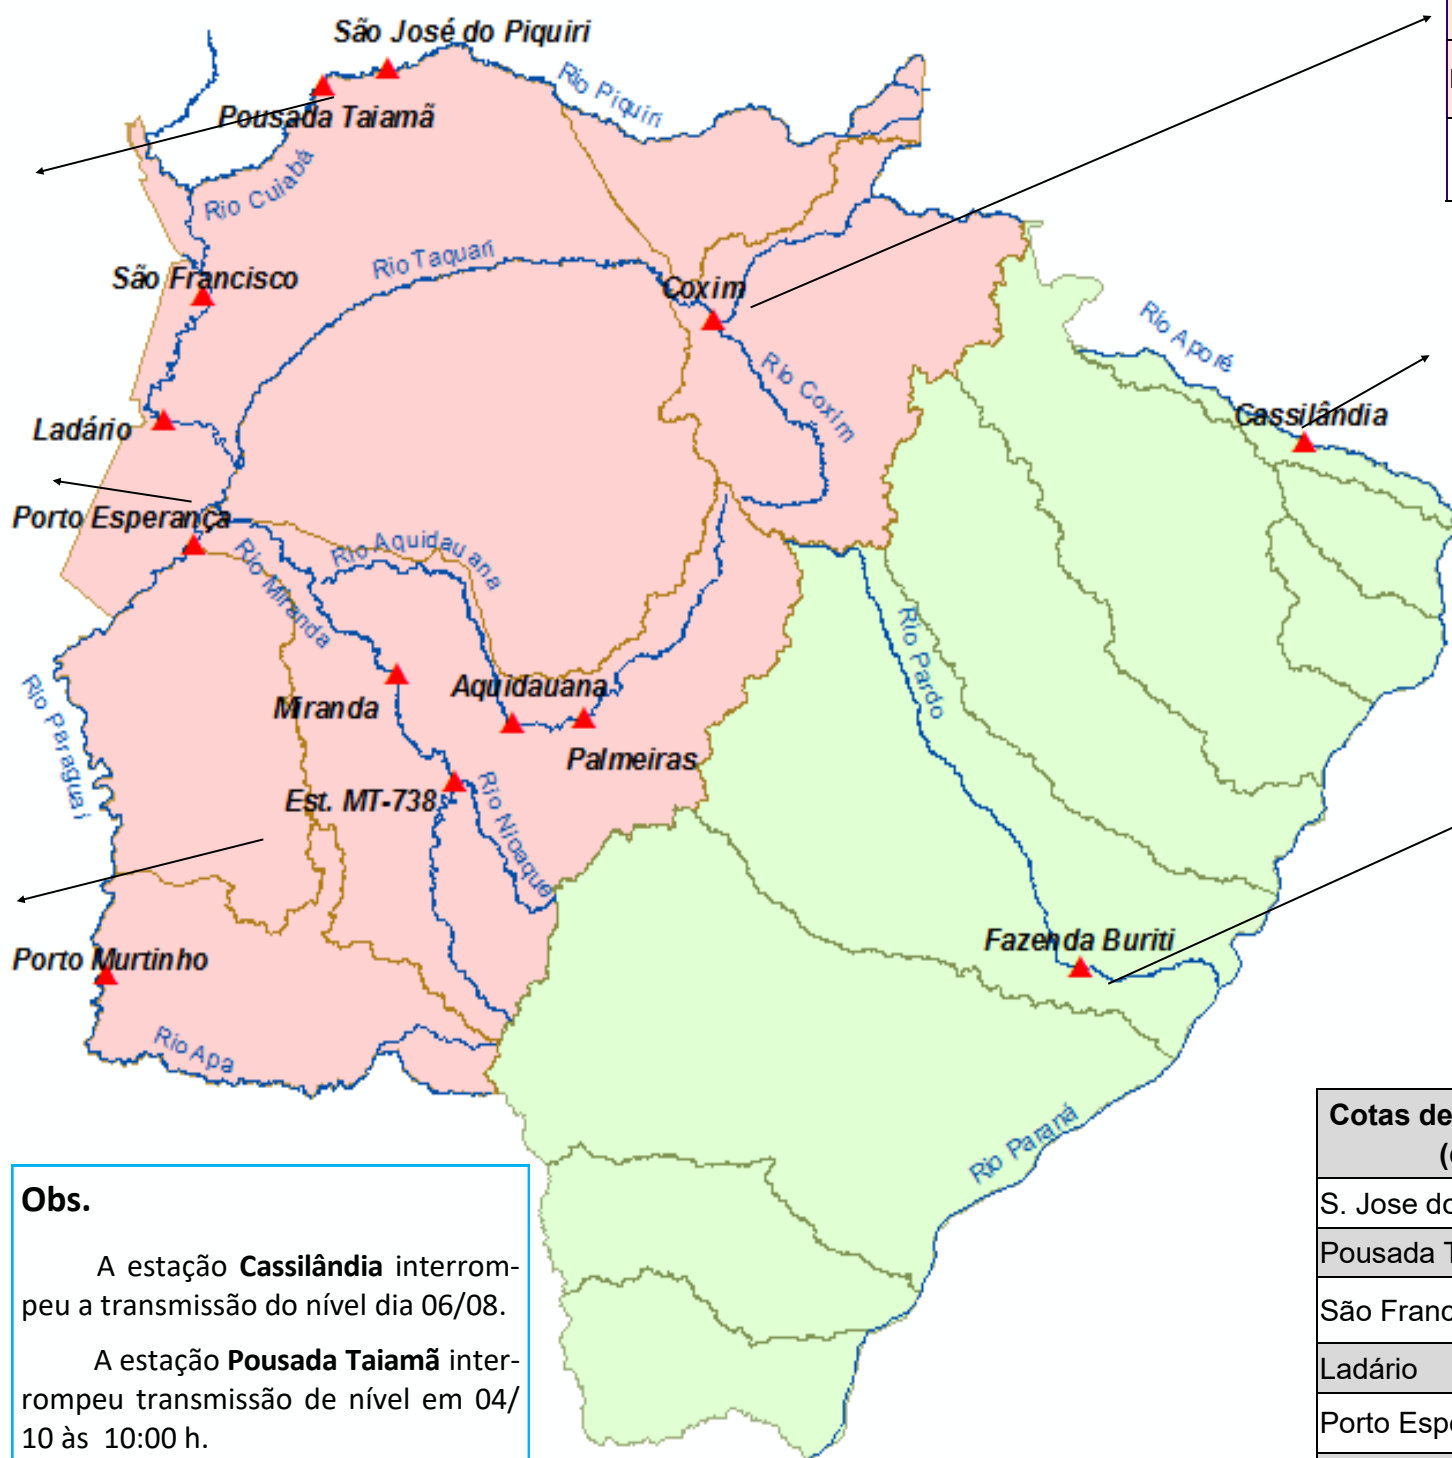 São José do Piquiri
Rio Piquiri
Pousada Taiamã
Rio Cuiabá
Rio Taquari
São Francisco
Coxim
Rio Aporé
Rio Coxim
Cassilândia
Ladário
Porto Esperança
Rio Aquidauana
Rio Miranda
Rio Pardo
Rio Paraguai
Aquidauana
Miranda
Palmeiras
Est. MT-738
Rio Nioaque
Fazenda Buriti
Porto Murtinho
Rio Apa
Rio Paraná
Obs.
A estação Cassilândia interrom-
peu a transmissão do nível dia 06/08.
A estação Pousada Taiamã inter-
rompeu transmissão de nível em 04/
10 às 10:00 h.
Cotas de
S. Jose do
Pousada
São Franc
Ladário
Porto Espe